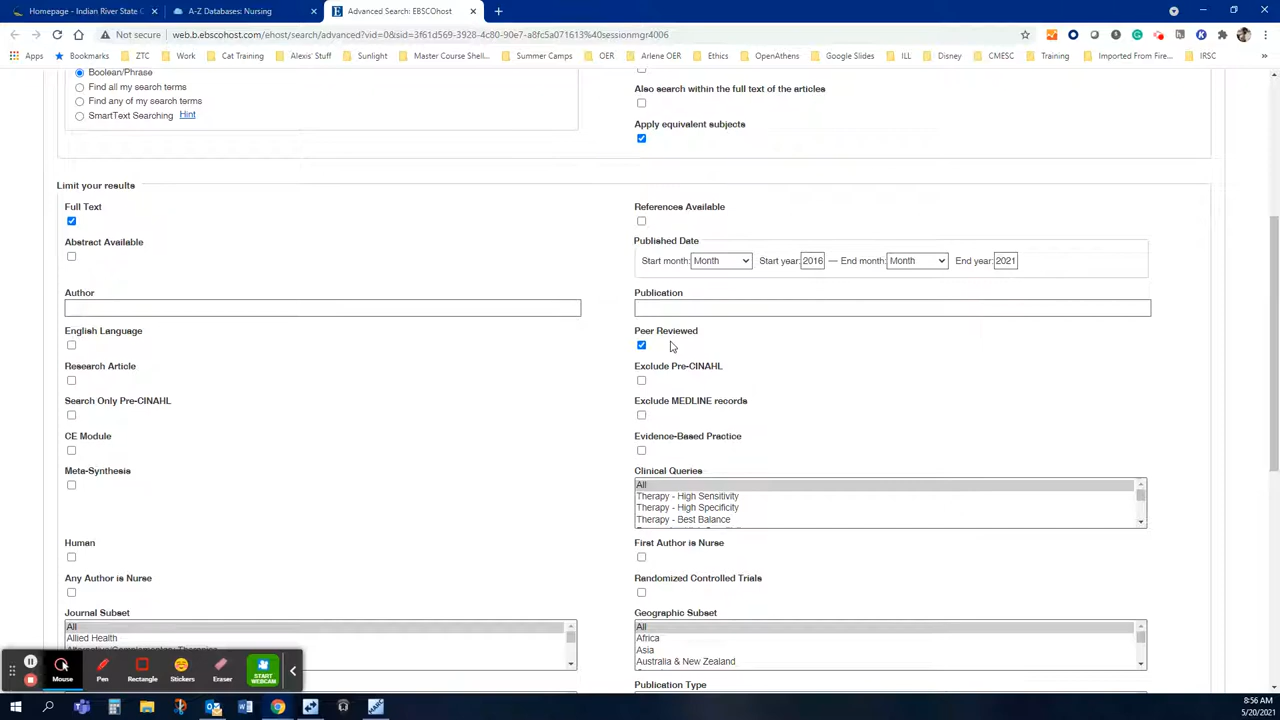 Homepage - Indian River State C
A-Z Databases: Nursing
Advanced Search: EBSCOhost
Not secure
web.b.ebscohost.com/ehost/search/advanced?vid=0&sid=3f61d569-3928-4c80-90e7-a8fc5a071613%40sessionmgr4006
Apps
Bookmarks
ZTC
Work
Cat Training
Alexis' Stuff
Sunlight
Master Course Shell...
Summer Camps
OER
Arlene OER
Ethics
OpenAthens
Google Slides
ILL
Disney
CMESC
Training
Imported From Fire...
IRSC
Boolean/Phrase
Find all my search terms
Find any of my search terms
SmartText Searching Hint
Also search within the full text of the articles
Apply equivalent subjects
Limit your results
Full Text
References Available
Abstract Available
Published Date
Start month: Month Start year: 2016 — End month: Month End year: 2021
Author
Publication
English Language
Peer Reviewed
Research Article
Exclude Pre-CINAHL
Search Only Pre-CINAHL
Exclude MEDLINE records
CE Module
Evidence-Based Practice
Meta-Synthesis
Clinical Queries
All
Therapy - High Sensitivity
Therapy - High Specificity
Therapy - Best Balance
Human
First Author is Nurse
Any Author is Nurse
Randomized Controlled Trials
Journal Subset
Geographic Subset
All
Allied Health
All
Africa
Asia
Australia & New Zealand
Publication Type
Mouse
Pen
Rectangle
Stickers
Eraser
START
WEBCAM
8:56 AM
5/20/2021